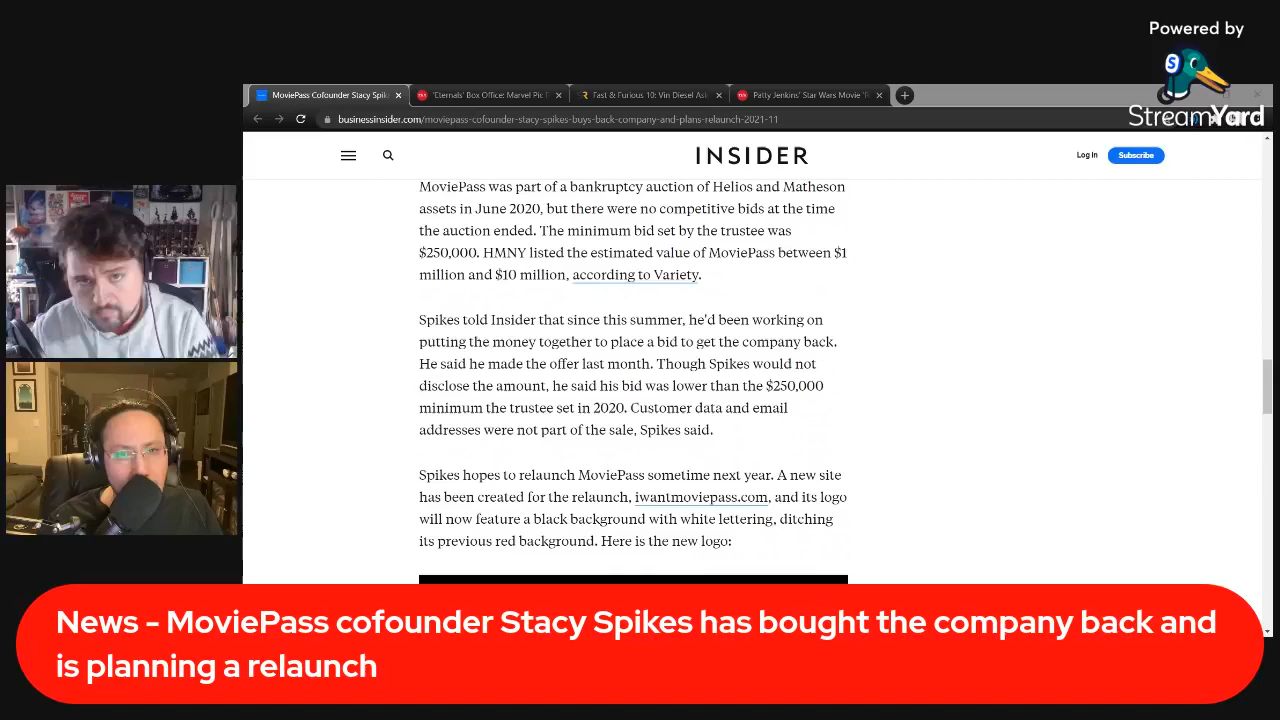 Powered by
StreamYard
MoviePass Cofounder Stacy Spik
'Eternals' Box Office: Marvel Pic
Fast & Furious 10: Vin Diesel As
Patty Jenkins' Star Wars Movie
businessinsider.com/moviepass-cofounder-stacy-spikes-buys-back-company-and-plans-relaunch-2021-11
INSIDER
Log in
Subscribe
MoviePass was part of a bankruptcy auction of Helios and Matheson
assets in June 2020, but there were no competitive bids at the time
the auction ended. The minimum bid set by the trustee was
$250,000. HMNY listed the estimated value of MoviePass between $1
million and $10 million, according to Variety.
Spikes told Insider that since this summer, he'd been working on
putting the money together to place a bid to get the company back.
He said he made the offer last month. Though Spikes would not
disclose the amount, he said his bid was lower than the $250,000
minimum the trustee set in 2020. Customer data and email
addresses were not part of the sale, Spikes said.
Spikes hopes to relaunch MoviePass sometime next year. A new site
has been created for the relaunch, iwantmoviepass.com, and its logo
will now feature a black background with white lettering, ditching
its previous red background. Here is the new logo:
News - MoviePass cofounder Stacy Spikes has bought the company back and
is planning a relaunch